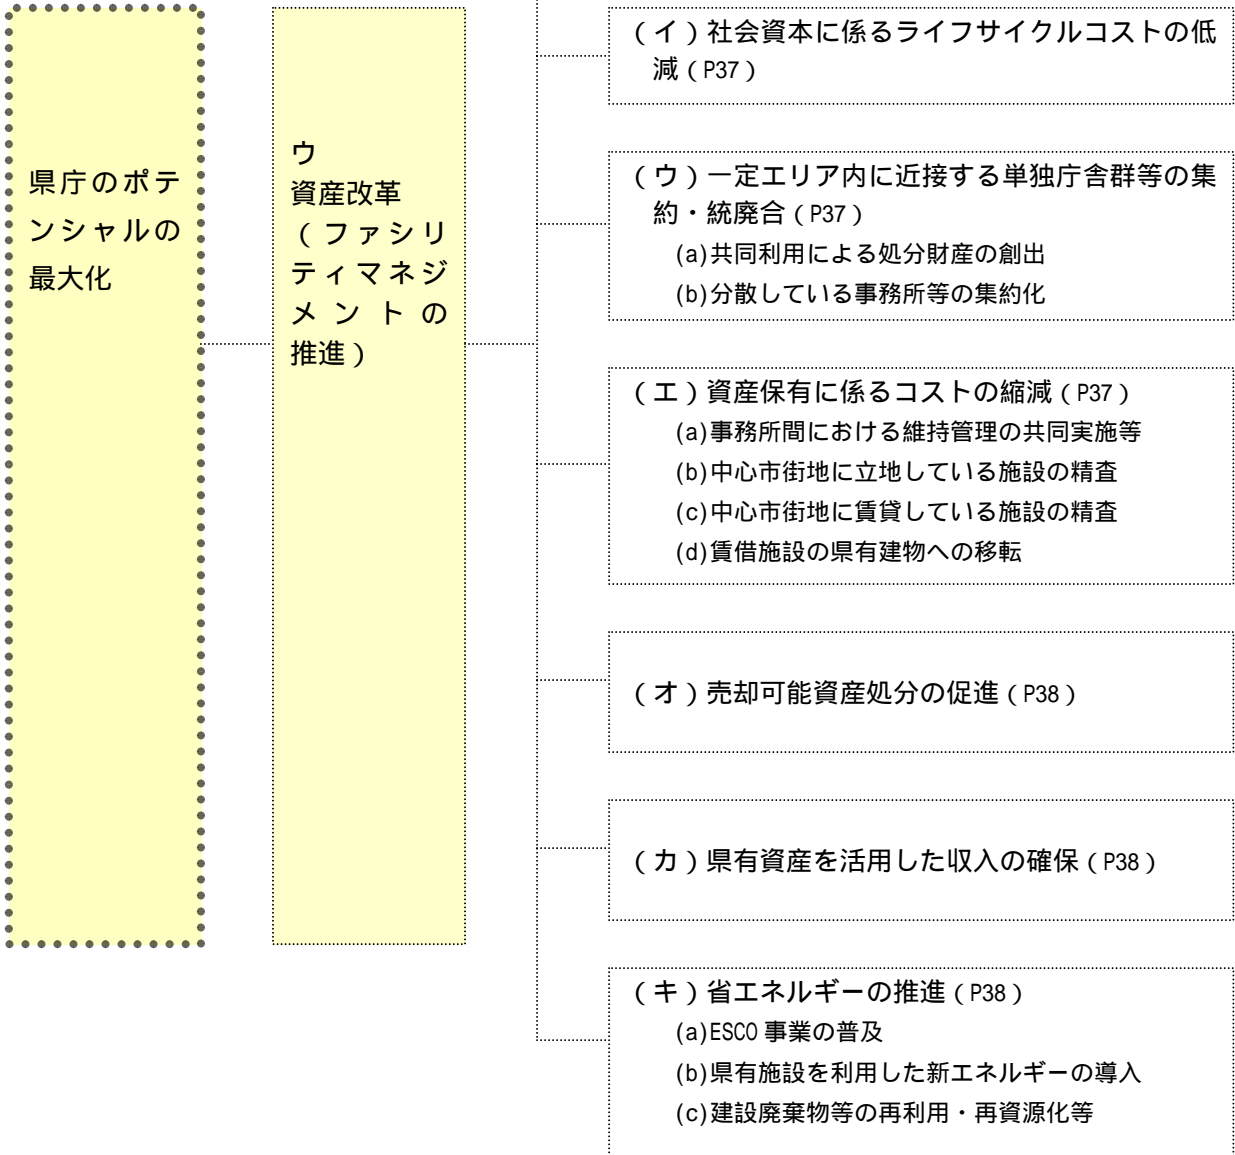 県庁のポテ
ンシャルの
最大化
ウ
資産改革
（ファシリ
ティマネジ
メントの
推進）
（イ）社会資本に係るライフサイクルコストの低
減（P37）
（ウ）一定エリア内に近接する単独庁舎群等の集
約・統廃合（P37）
(a)共同利用による処分財産の創出
(b)分散している事務所等の集約化
（エ）資産保有に係るコストの縮減（P37）
(a)事務所間における維持管理の共同実施等
(b)中心市街地に立地している施設の精査
(c)中心市街地に賃貸している施設の精査
(d)賃借施設の県有建物への移転
（オ）売却可能資産処分の促進（P38）
（カ）県有資産を活用した収入の確保（P38）
（キ）省エネルギーの推進（P38）
(a)ESCO 事業の普及
(b)県有施設を利用した新エネルギーの導入
(c)建設廃棄物等の再利用・再資源化等